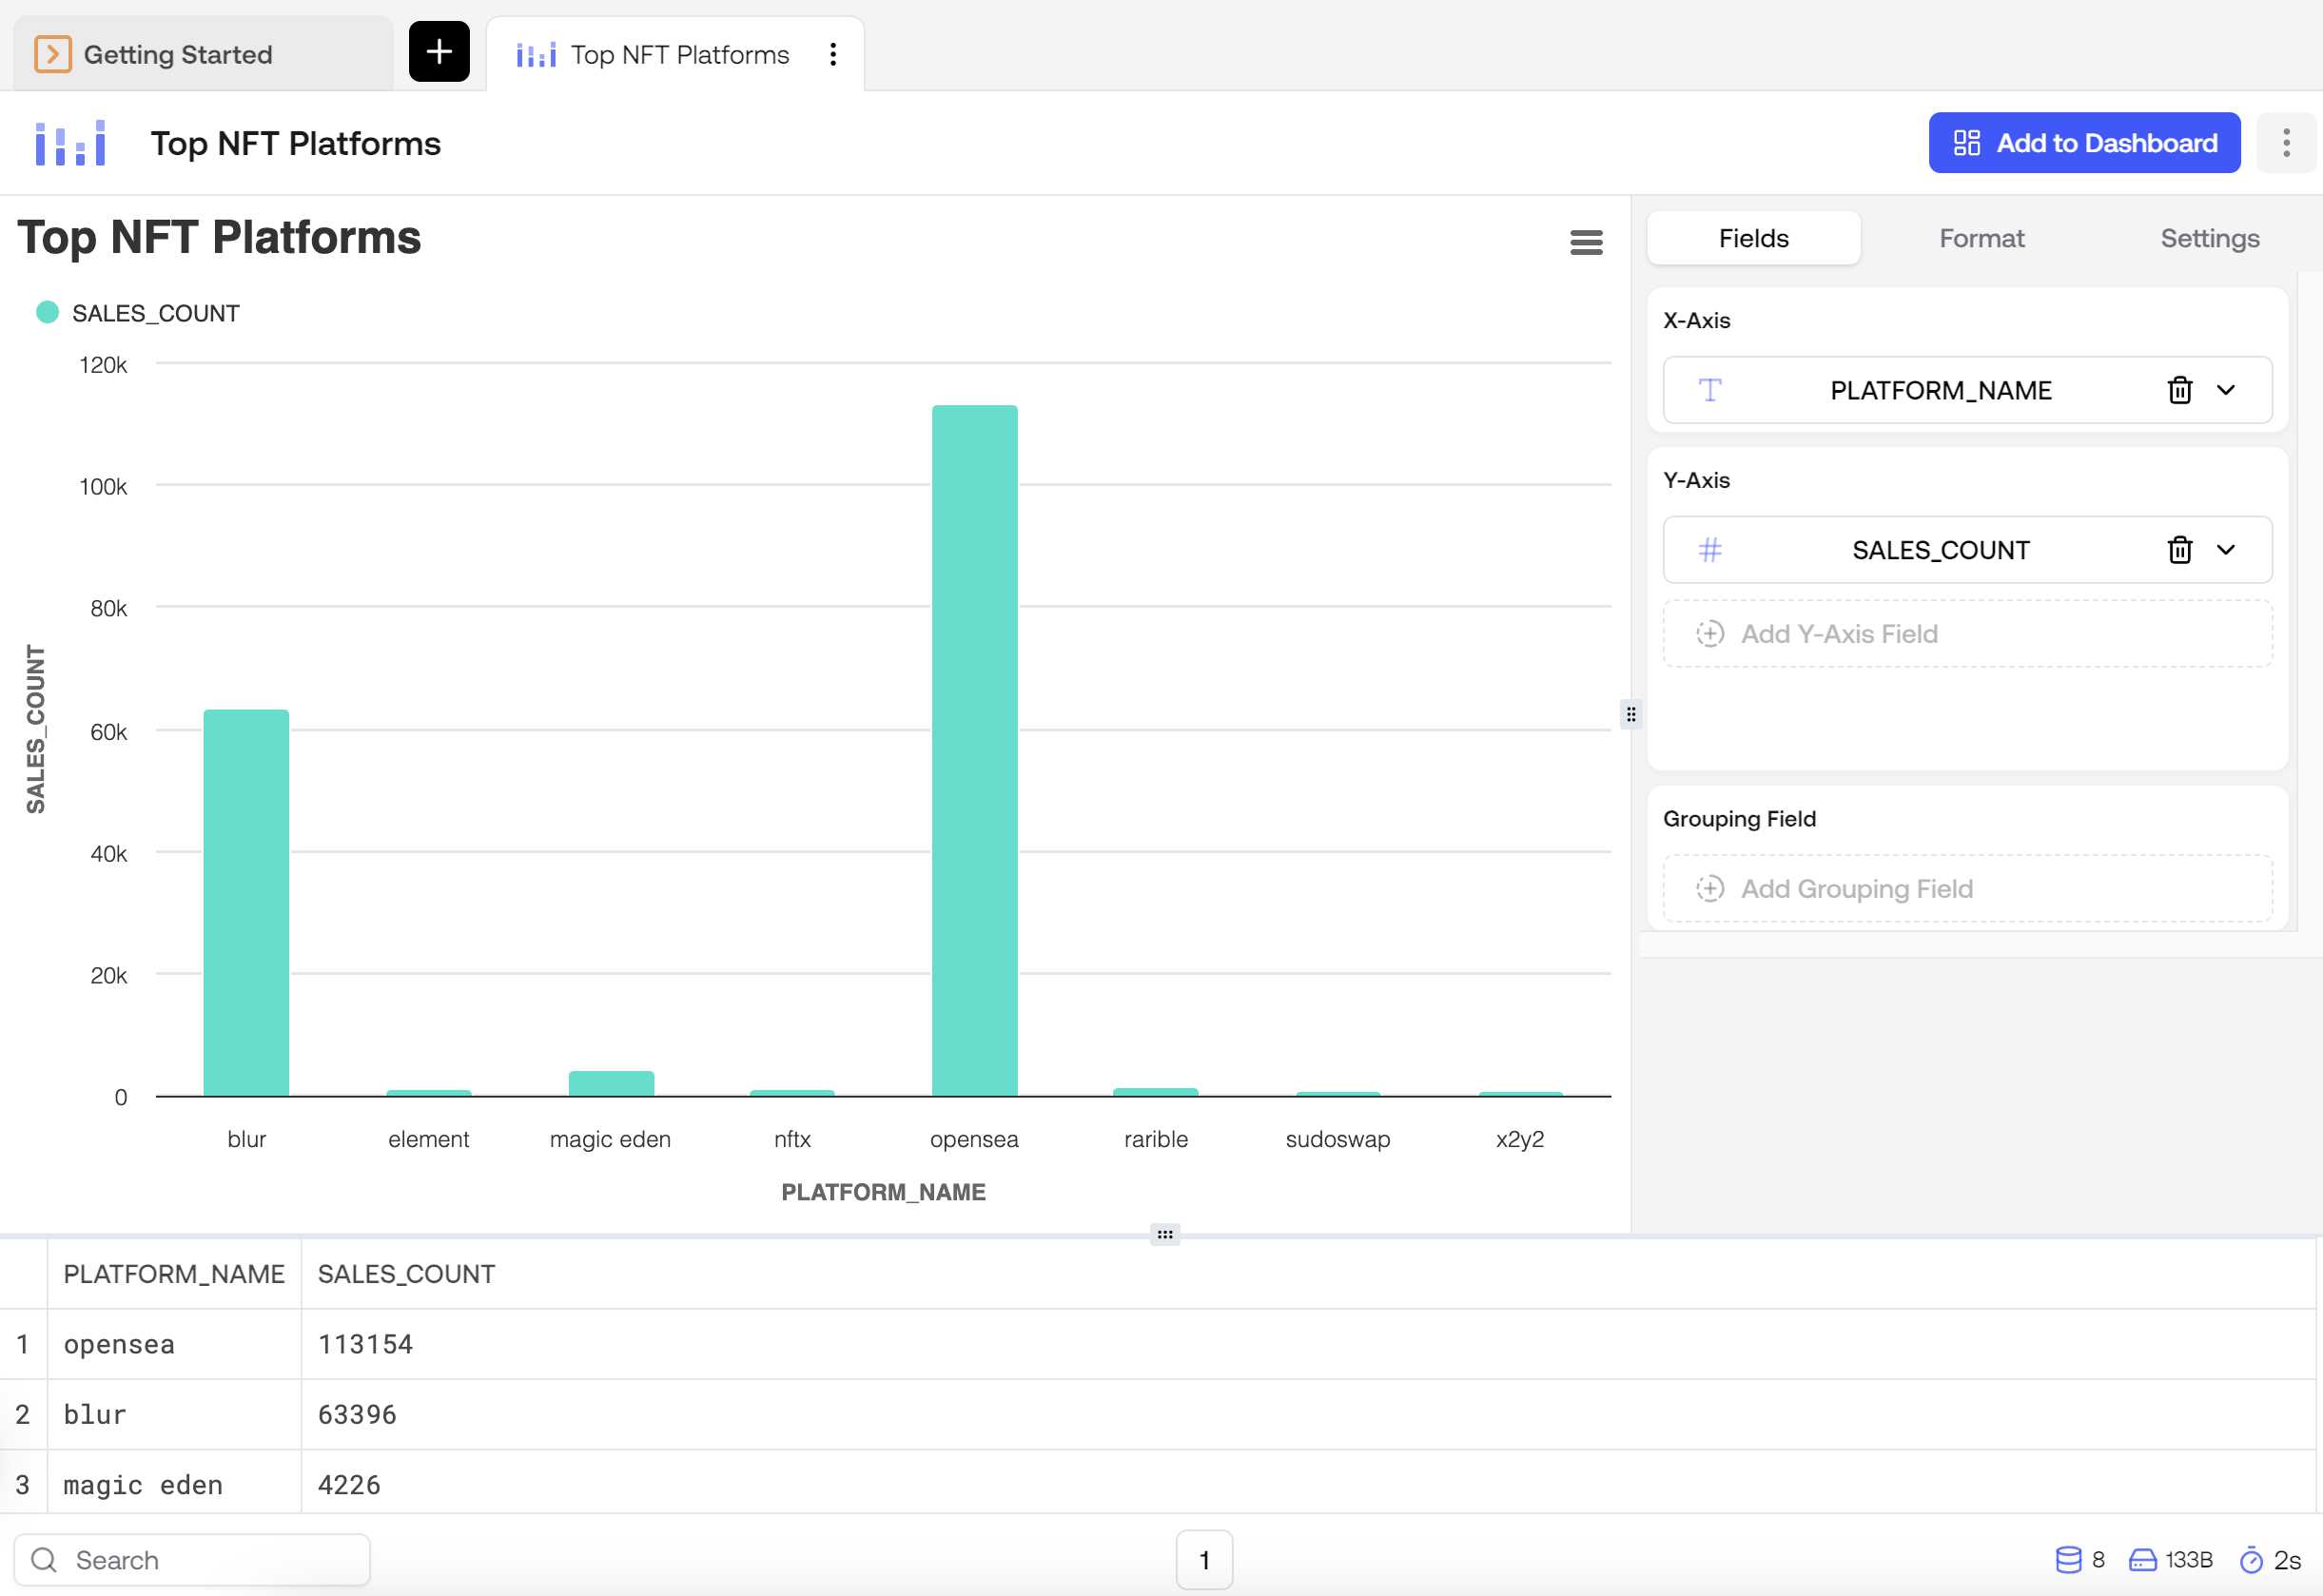 Getting Started
Top NFT Platforms
Top NFT Platforms
Add to Dashboard
Top NFT Platforms
SALES_COUNT
120k
100k
80k
60k
40k
20k
0
SALES_COUNT
blur element magic eden nftx opensea rarible sudoswap x2y2
PLATFORM_NAME
Fields Format Settings
X-Axis
PLATFORM_NAME
Y-Axis
SALES_COUNT
Add Y-Axis Field
Grouping Field
Add Grouping Field
PLATFORM_NAME SALES_COUNT
1 opensea 113154
2 blur 63396
3 magic eden 4226
Search 1 8 133B 2s